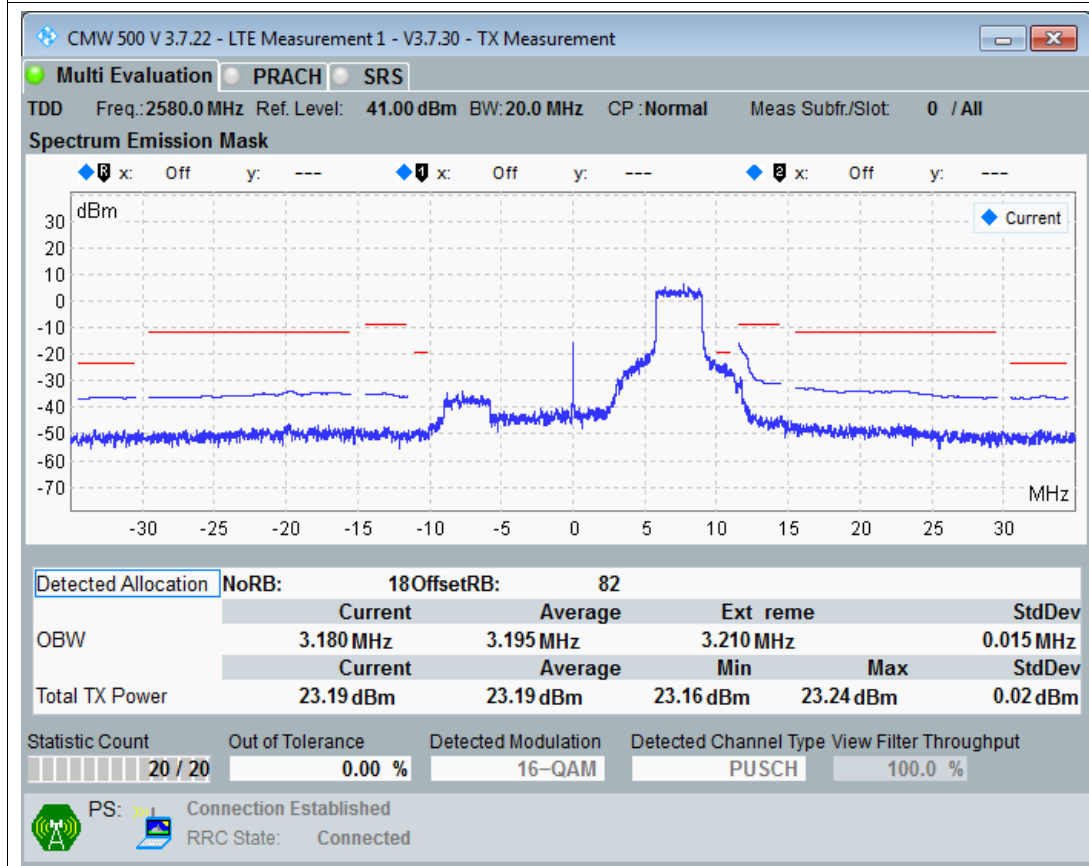 CMW 500 V 3.7.22 - LTE Measurement 1 - V3.7.30 - TX Measurement
Multi Evaluation PRACH SRS
TDD Freq.: 2580.0 MHz Ref. Level: 41.00 dBm BW: 20.0 MHz CP : Normal Meas Subfr./Slot: 0 / All
Spectrum Emission Mask
R x: Off y: --- 1 x: Off y: --- 2 x: Off y: ---
dBm
Current
30
20
10
0
-10
-20
-30
-40
-50
-60
-70
MHz
-30 -25 -20 -15 -10 -5 0 5 10 15 20 25 30
Detected Allocation NoRB: 18 OffsetRB: 82
Current Average Ext reme StdDev
OBW 3.180 MHz 3.195 MHz 3.210 MHz 0.015 MHz
Current Average Min Max StdDev
Total TX Power 23.19 dBm 23.19 dBm 23.16 dBm 23.24 dBm 0.02 dBm
Statistic Count Out of Tolerance Detected Modulation Detected Channel Type View Filter Throughput
20 / 20 0.00 % 16-QAM PUSCH 100.0 %
PS: Connection Established
RRC State: Connected